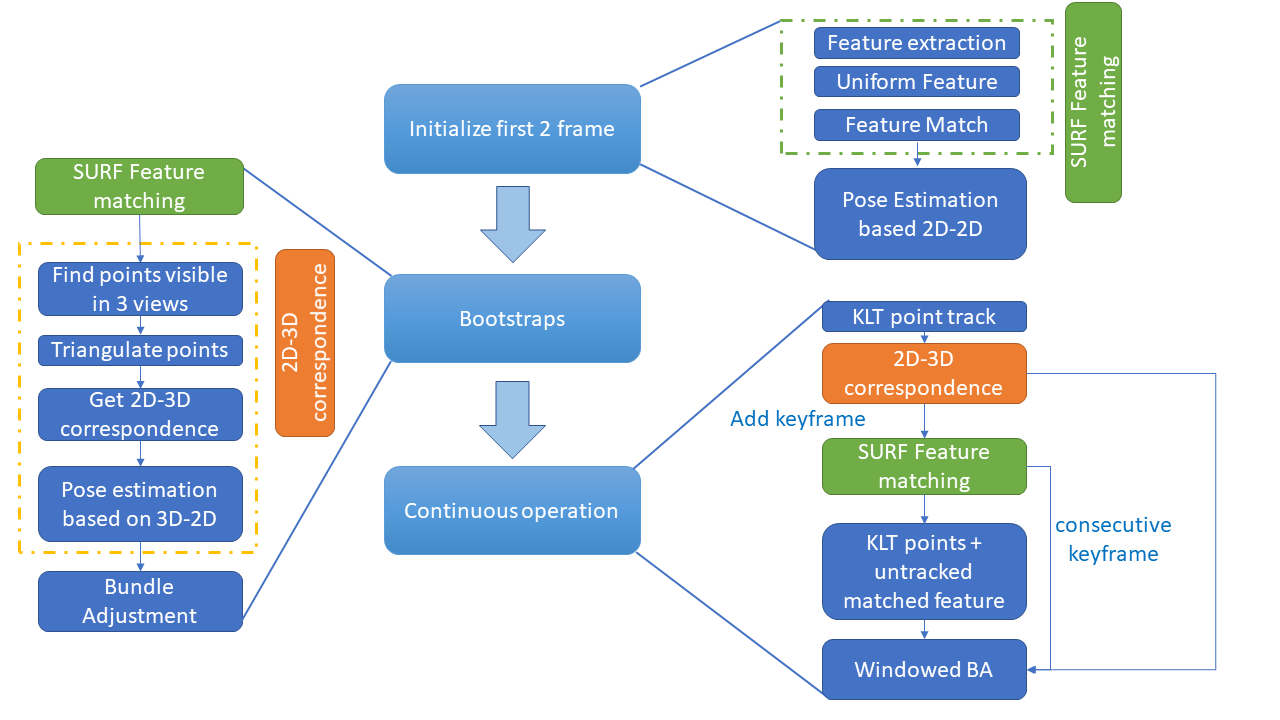 Initialize first 2 frame
Bootstraps
Continuous operation
Feature extraction
Uniform Feature
Feature Match
SURF Feature
matching
Pose Estimation
based 2D-2D
SURF Feature
matching
Find points visible
in 3 views
Triangulate points
Get 2D-3D
correspondence
Pose estimation
based on 3D-2D
2D-3D
correspondence
Bundle
Adjustment
KLT point track
2D-3D
correspondence
Add keyframe
SURF Feature
matching
consecutive
keyframe
KLT points +
untracked
matched feature
Windowed BA